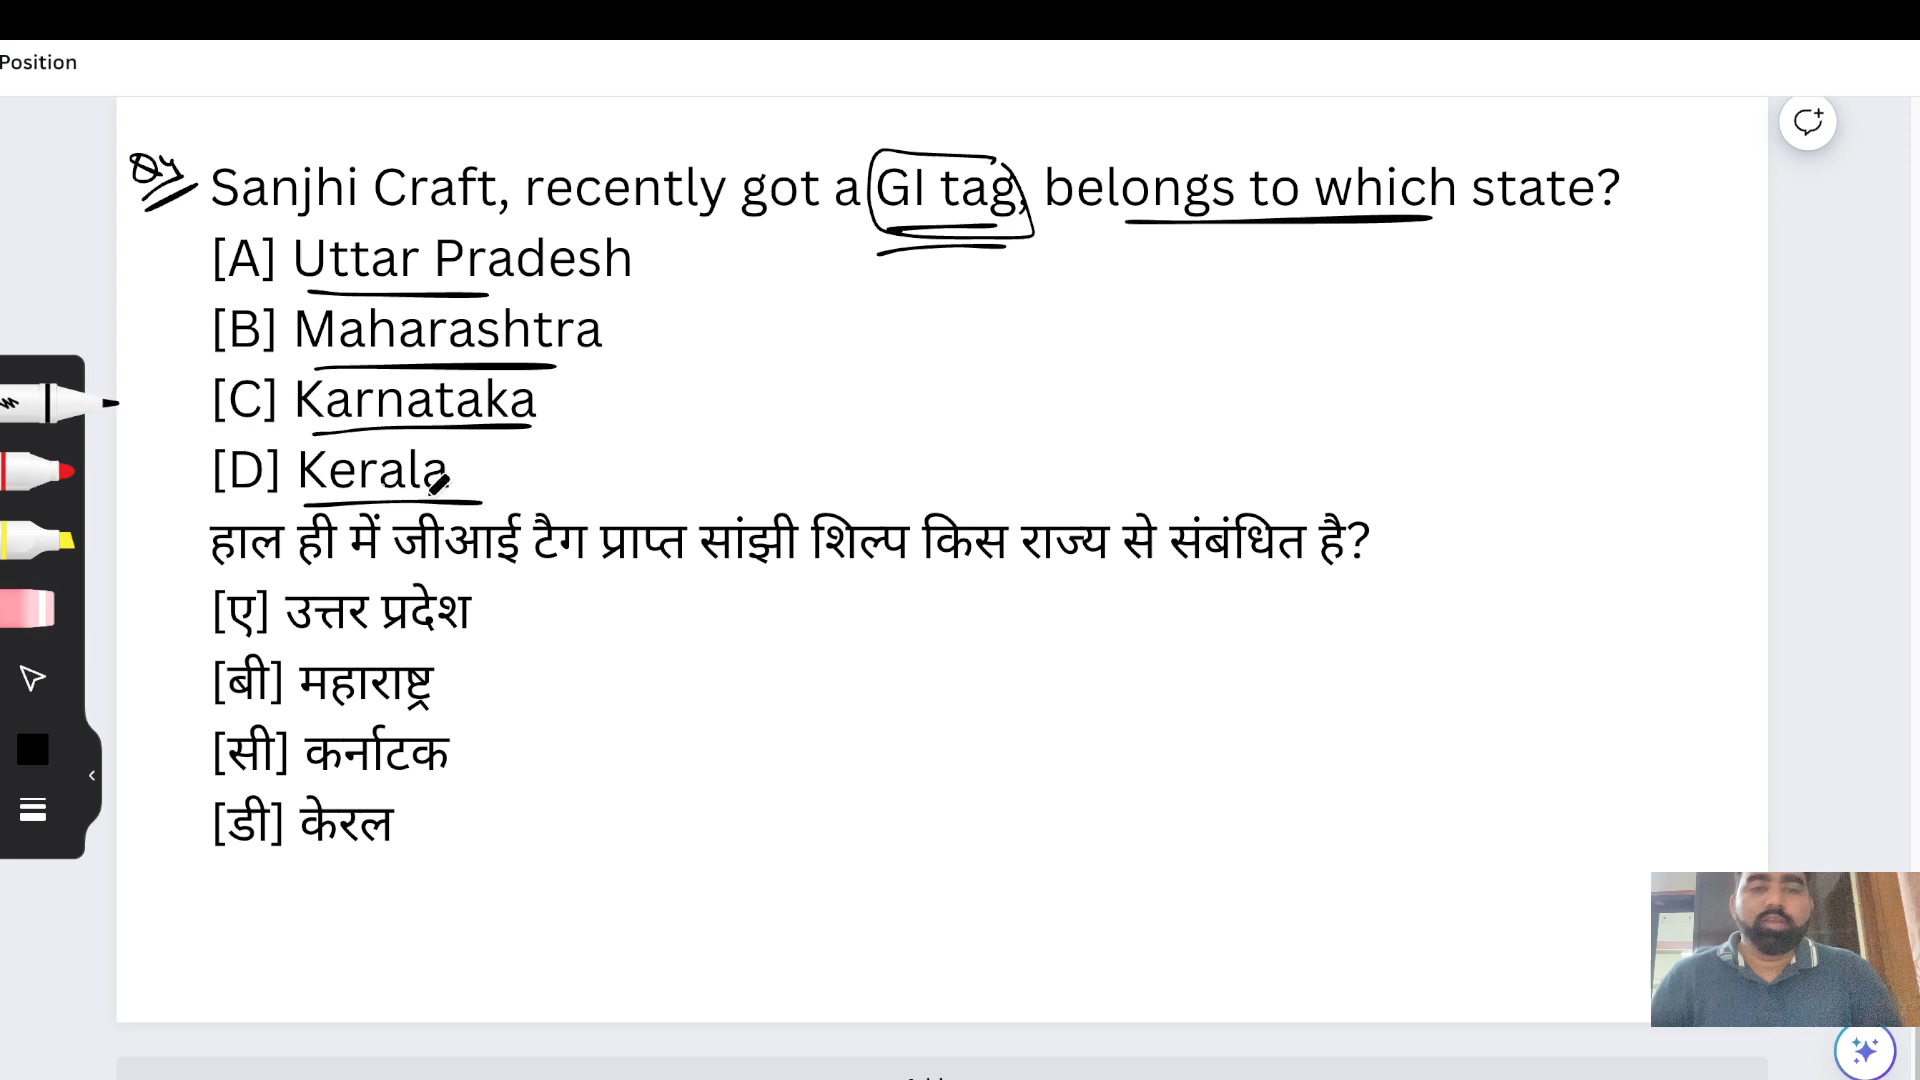 Position
Q4 Sanjhi Craft, recently got a GI tag, belongs to which state?
[A] Uttar Pradesh
[B] Maharashtra
[C] Karnataka
[D] Kerala
हाल ही में जीआई टैग प्राप्त सांझी शिल्प किस राज्य से संबंधित है?
[ए] उत्तर प्रदेश
[बी] महाराष्ट्र
[सी] कर्नाटक
[डी] केरल